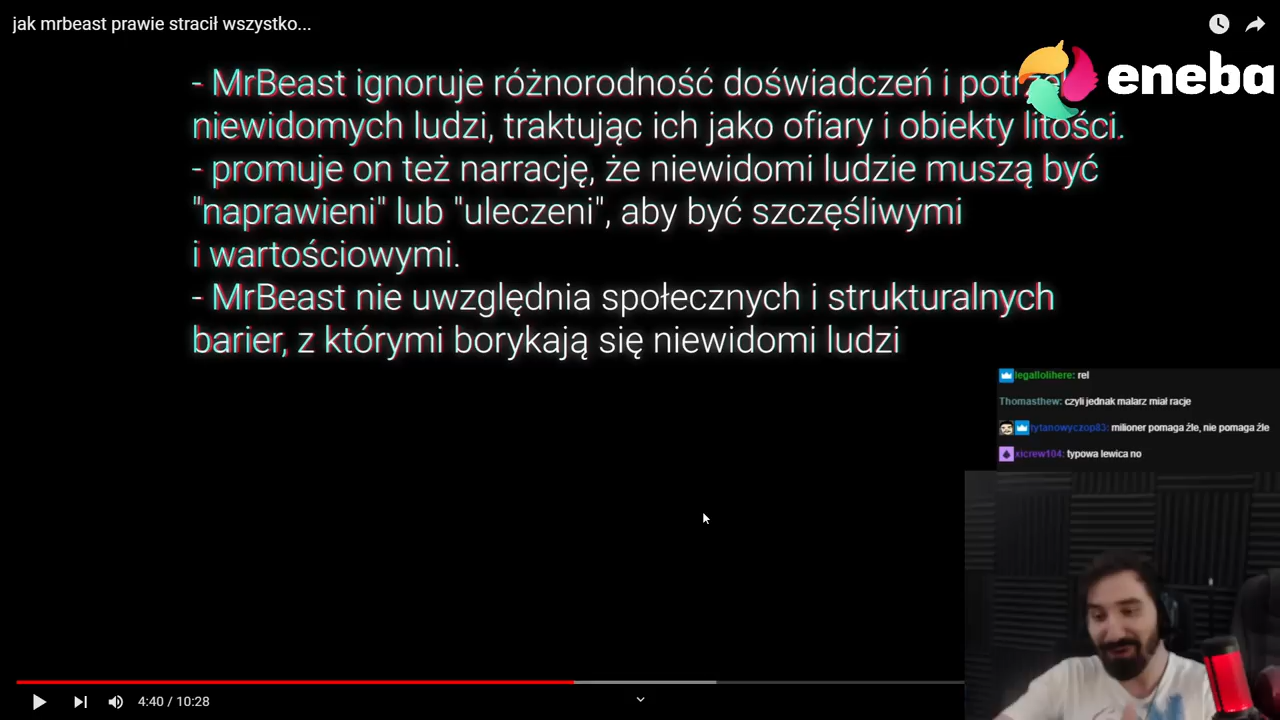 jak mrbeast prawie stracił wszystko...
- MrBeast ignoruje różnorodność doświadczeń i
niewidomych ludzi, traktując ich jako ofiary i obiekty litości.
- promuje on też narrację, że niewidomi ludzie muszą być
"naprawieni" lub "uleczeni", aby być szczęśliwymi
i wartościowymi.
- MrBeast nie uwzględnia społecznych i strukturalnych
barier, z którymi borykają się niewidomi ludzi
eneba
legallolihere: rel
Thomasthew: czyli jednak malarz miał racje
tytanowyczop83: milioner pomaga źle, nie pomaga źle
xicrew104: typowa lewica no
4:40 / 10:28